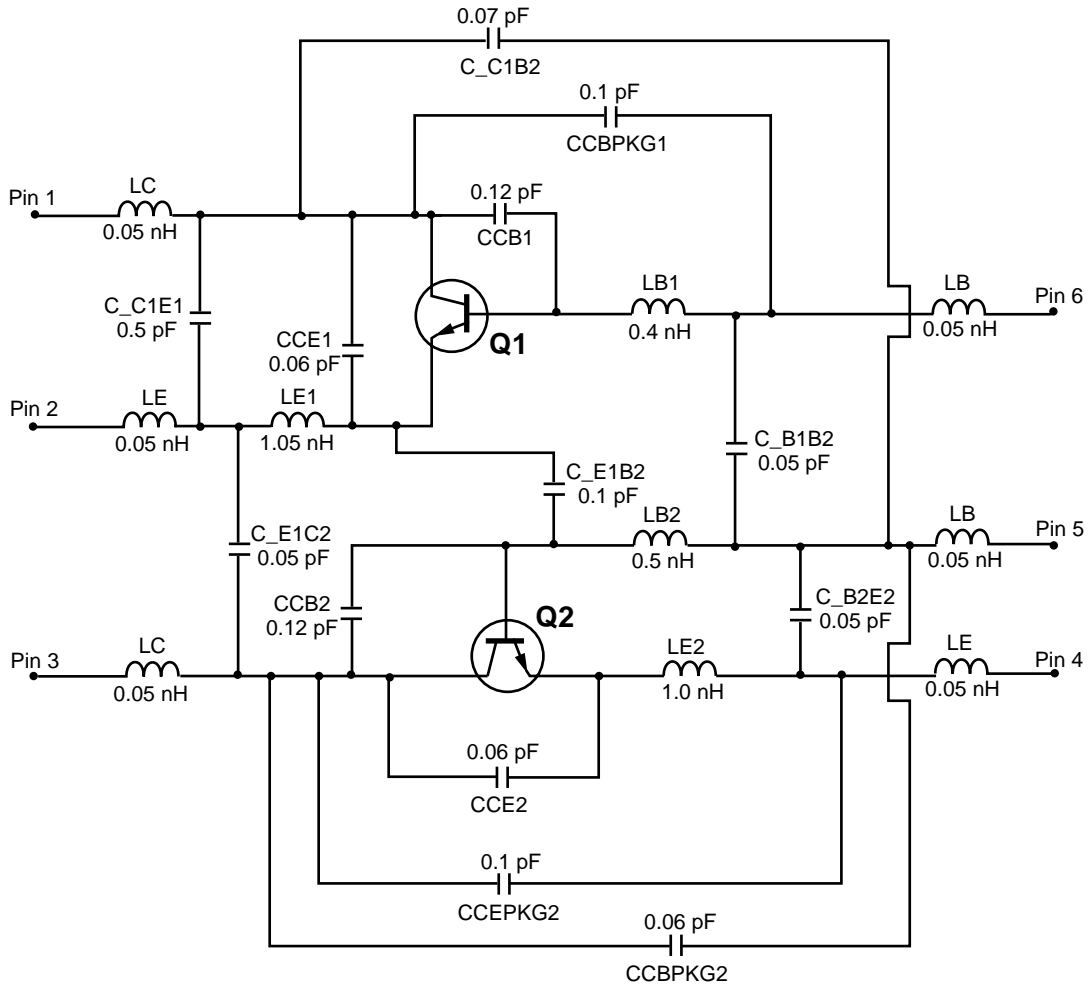 0.07 pF
C_C1B2
0.1 pF
CCBPKG1
Pin 1
LC
0.05 nH
0.12 pF
CCB1
C_C1E1
0.5 pF
CCE1
0.06 pF
Q1
LB1
0.4 nH
LB
0.05 nH
Pin 6
Pin 2
LE
0.05 nH
LE1
1.05 nH
C_E1B2
0.1 pF
C_B1B2
0.05 pF
C_E1C2
0.05 pF
LB2
0.5 nH
LB
0.05 nH
Pin 5
CCB2
0.12 pF
Q2
C_B2E2
0.05 pF
Pin 3
LC
0.05 nH
LE2
1.0 nH
LE
0.05 nH
Pin 4
0.06 pF
CCE2
0.1 pF
CCEPKG2
0.06 pF
CCBPKG2